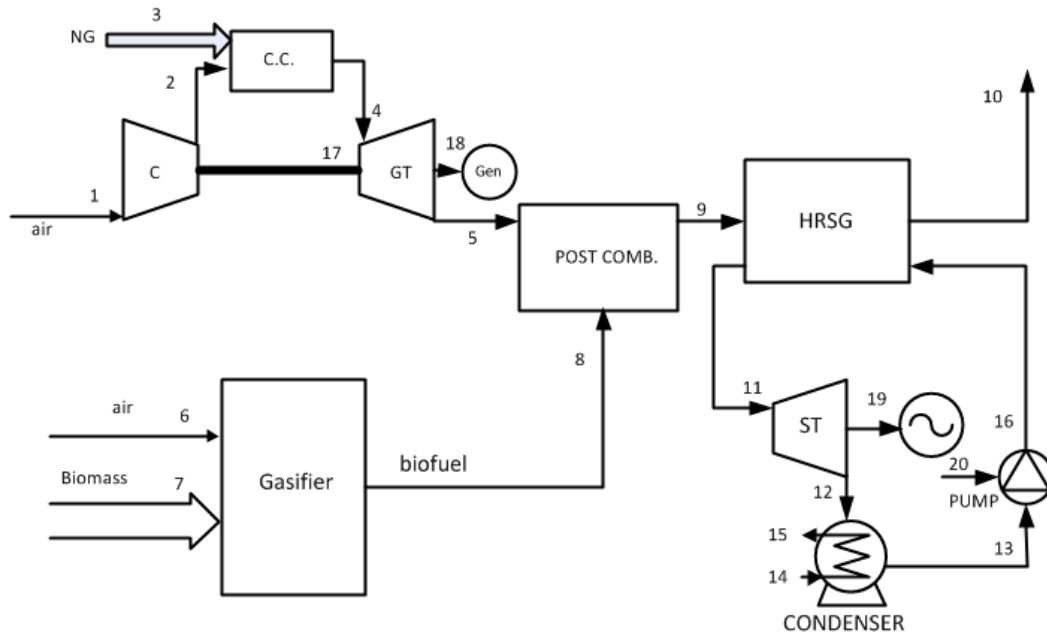 3
NG
C.C.
2
4
17
18
C
GT
Gen
1
air
5
9
10
HRSG
POST COMB.
8
air
6
Biomass
7
Gasifier
biofuel
11
ST
19
16
20
PUMP
12
15
14
13
CONDENSER